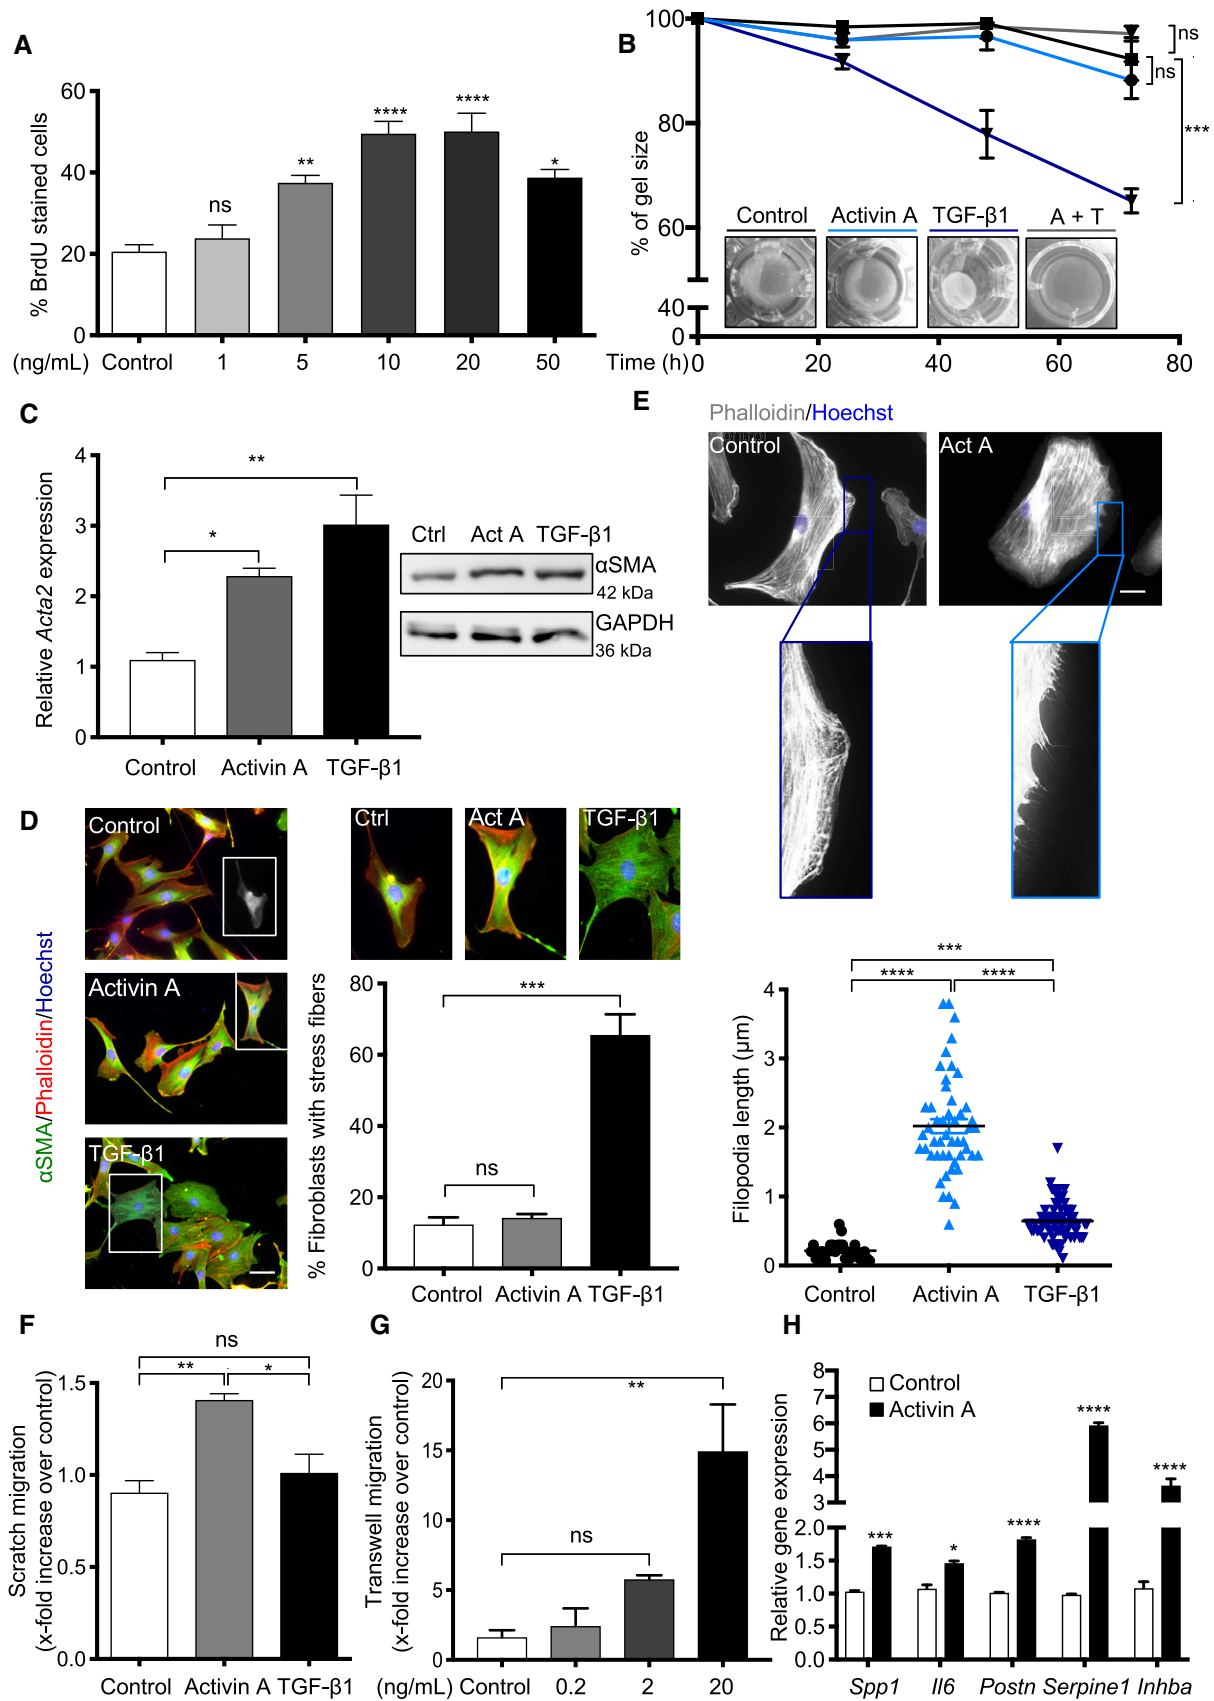 A
% BrdU stained cells
60
40
20
0
ns
**
****
****
*
(ng/mL) Control 1 5 10 20 50
B
% of gel size
100
80
60
40
0
ns
ns
***
Control Activin A TGF-β1 A + T
Time (h) 0 20 40 60 80
C
Relative Acta2 expression
4
3
2
1
0
**
*
Control Activin A TGF-β1
Ctrl Act A TGF-β1
αSMA
42 kDa
GAPDH
36 kDa
D
αSMA/Phalloidin/Hoechst
Control
Activin A
TGF-β1
Ctrl Act A TGF-β1
% Fibroblasts with stress fibers
80
60
40
20
0
***
ns
Control Activin A TGF-β1
E
Phalloidin/Hoechst
Control Act A
***
**** ****
Filopodia length (μm)
4
3
2
1
0
Control Activin A TGF-β1
F
Scratch migration
(x-fold increase over control)
1.5
1.0
0.5
0.0
ns
** *
Control Activin A TGF-β1
G
Transwell migration
(x-fold increase over control)
20
15
10
5
0
**
ns
(ng/mL) Control 0.2 2 20
H
Relative gene expression
8
7
6
5
4
3
2.0
1.5
1.0
0.5
0.0
Control
Activin A
***
*
****
****
****
Spp1 Il6 Postn Serpine1 Inhba